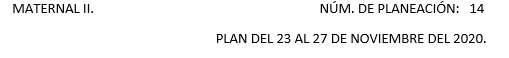 MATERNAL II. NÚM. DE PLANEACIÓN: 14
PLAN DEL 23 AL 27 DE NOVIEMBRE DEL 2020.